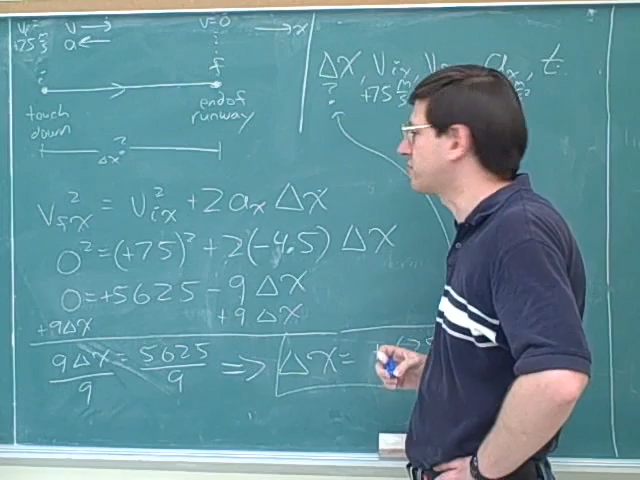 v=0 → x
+75 m/s a ←
i f
touch down
end of runway
?
Δx
Δx, Vix, ax, t
? +75 m/s
Vfx² = Vix² + 2ax Δx
0² = (+75)² + 2(-4.5) Δx
0 = +5625 - 9Δx
+9Δx +9Δx
9Δx/9 = 5625/9 ⇒ Δx =